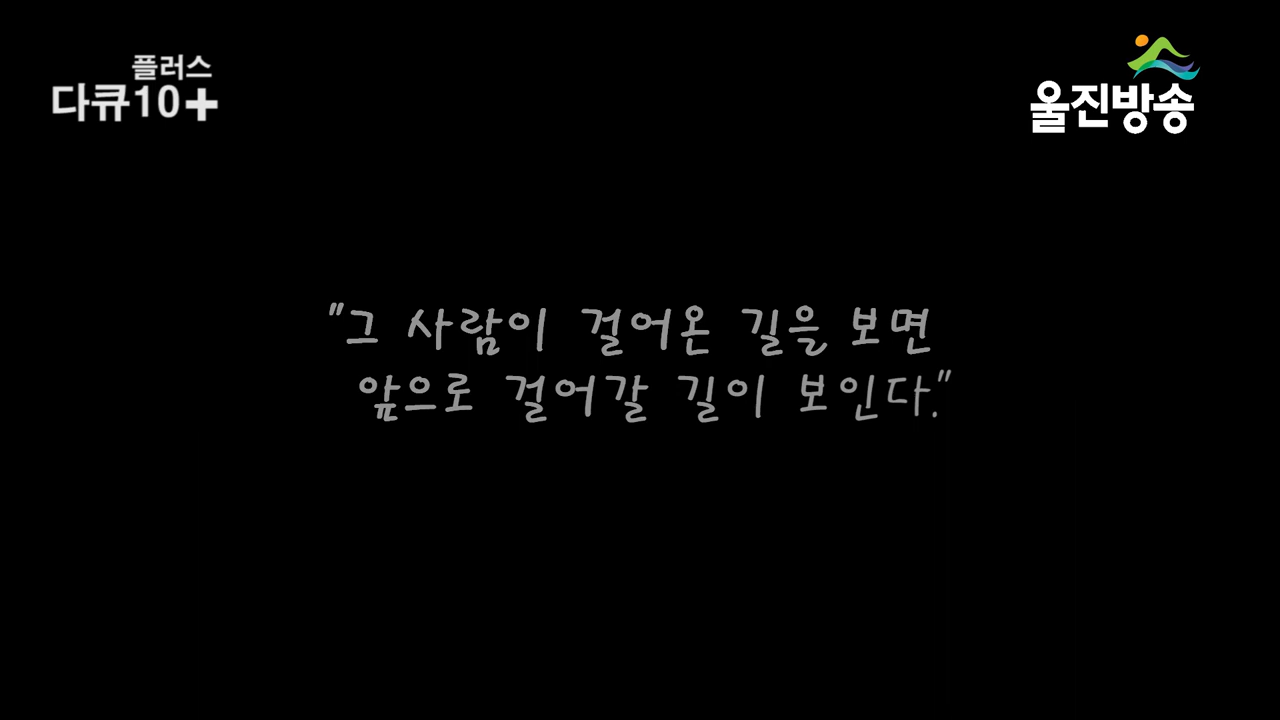 플러스
다큐10+
울진방송
"그 사람이 걸어온 길을 보면
앞으로 걸어갈 길이 보인다."